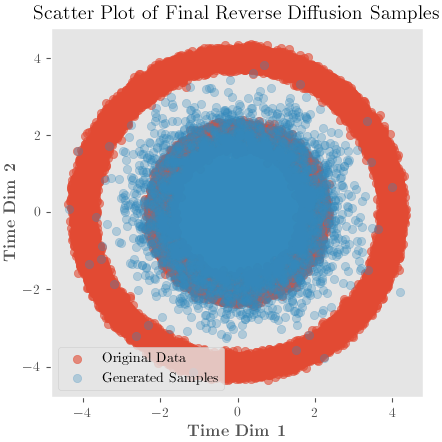 Scatter Plot of Final Reverse Diffusion Samples
Time Dim 2
4
2
0
−2
−4
Original Data
Generated Samples
−4 −2 0 2 4
Time Dim 1